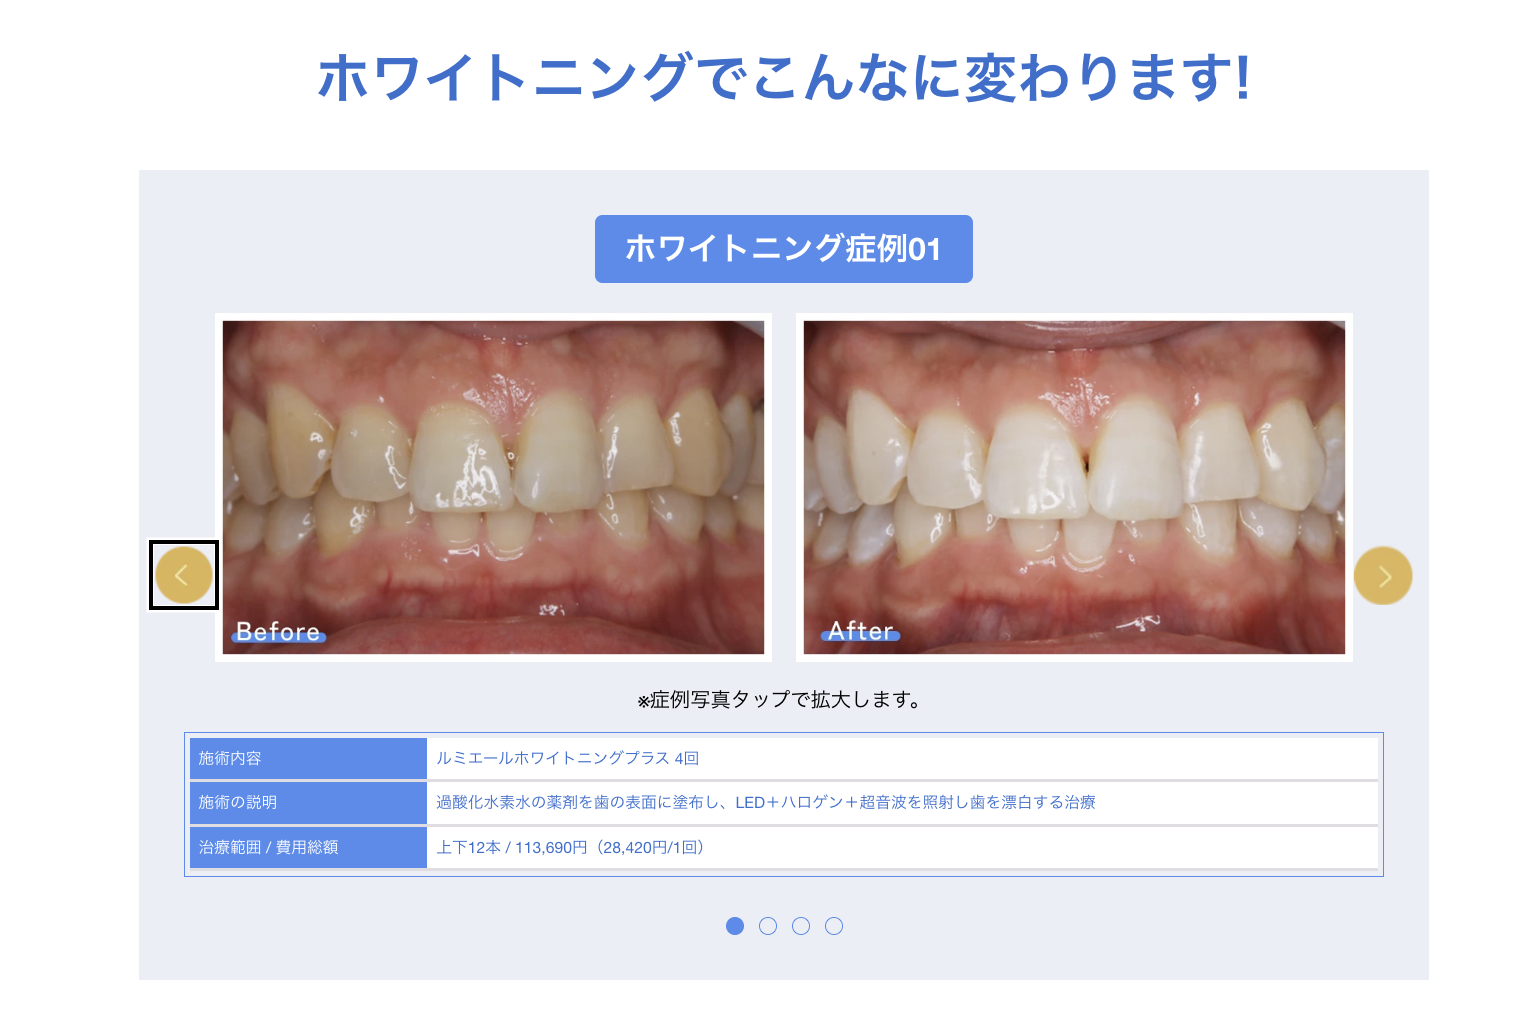 ホワイトニングでこんなに変わります!
ホワイトニング症例01
Before
After
※症例写真タップで拡大します。
施術内容
ルミエールホワイトニングプラス 4回
施術の説明
過酸化水素水の薬剤を歯の表面に塗布し、LED＋ハロゲン＋超音波を照射し歯を漂白する治療
治療範囲 / 費用総額
上下12本 / 113,690円（28,420円/1回）